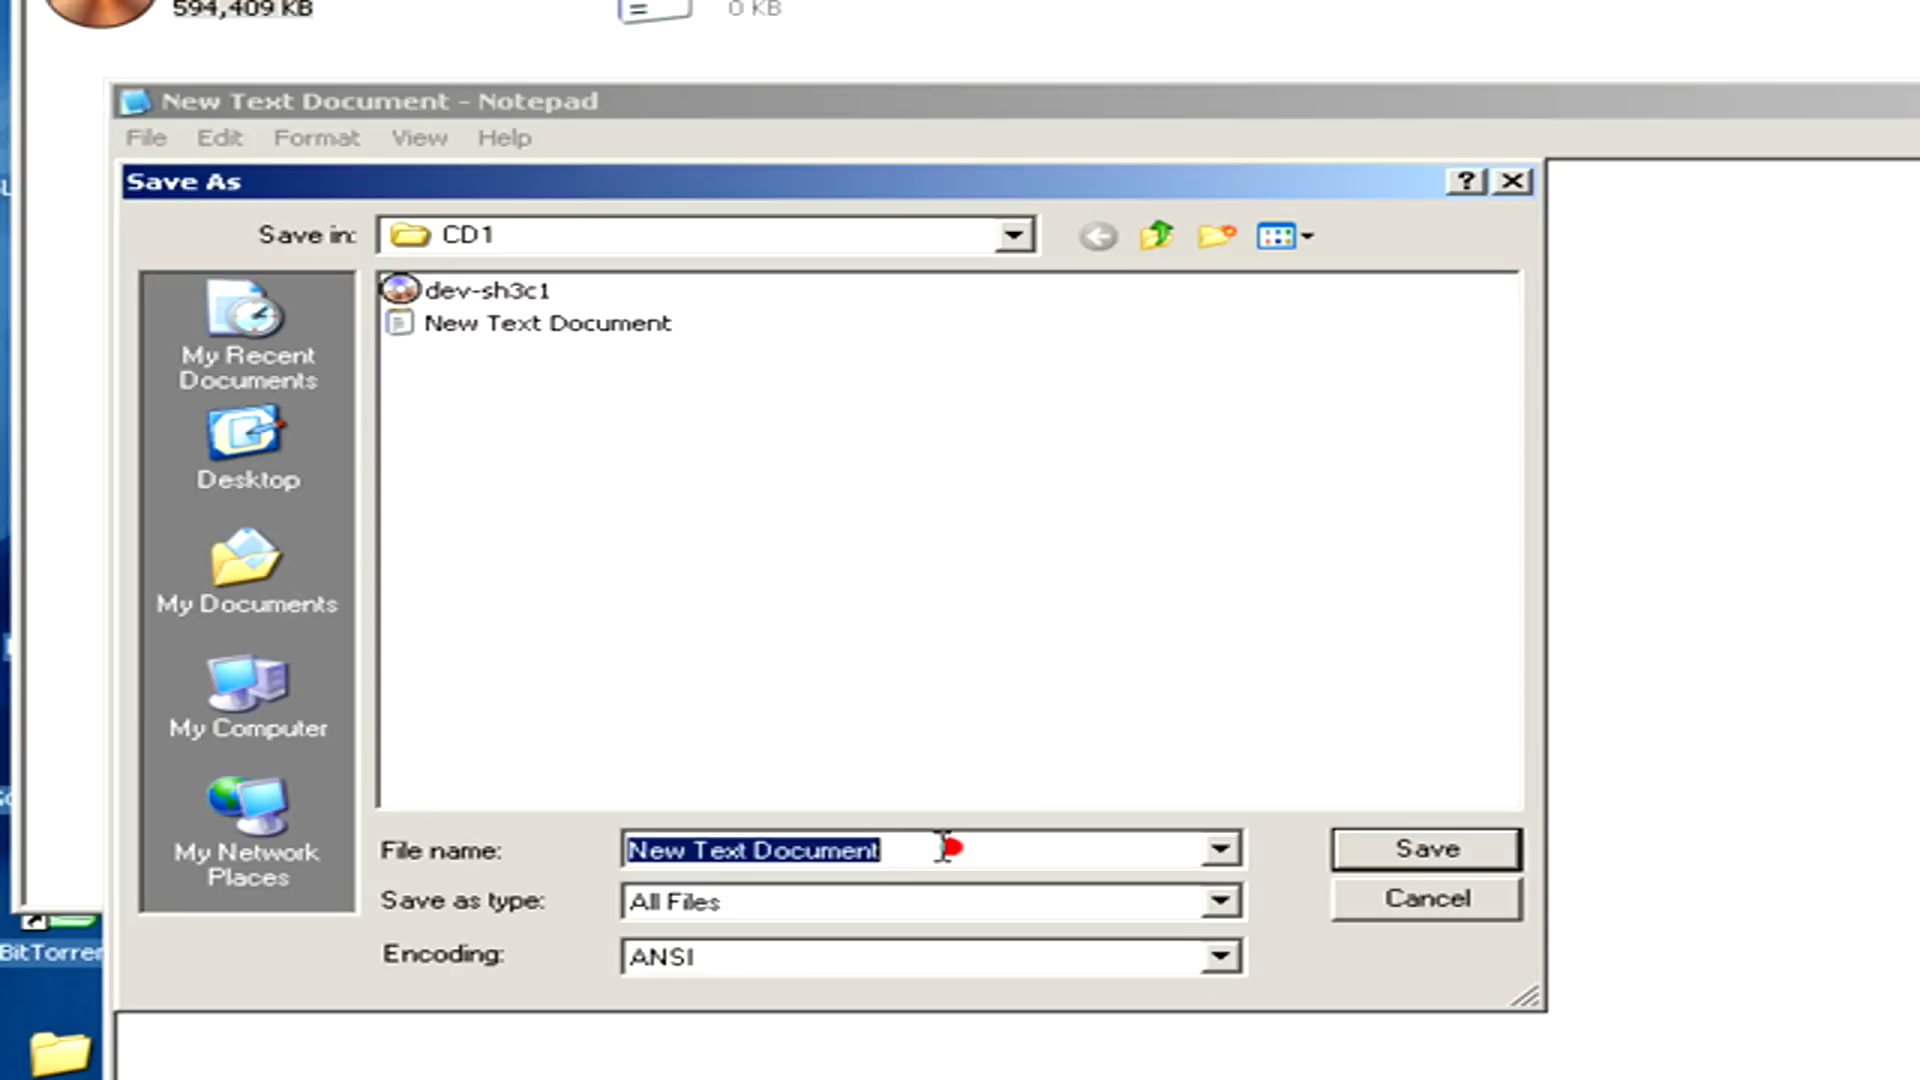 594,409 KB
0 KB
New Text Document - Notepad
File Edit Format View Help
Save As
Save in: CD1
dev-sh3c1
New Text Document
My Recent
Documents
Desktop
My Documents
My Computer
My Network
Places
File name: New Text Document
Save
Save as type: All Files
Cancel
Encoding: ANSI
BitTorren